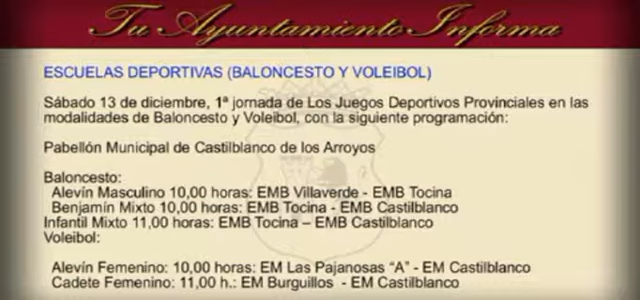 Tu Ayuntamiento Informa
ESCUELAS DEPORTIVAS (BALONCESTO Y VOLEIBOL)
Sábado 13 de diciembre, 1ª jornada de Los Juegos Deportivos Provinciales en las
modalidades de Baloncesto y Voleibol, con la siguiente programación:
Pabellón Municipal de Castilblanco de los Arroyos
Baloncesto:
Alevín Masculino 10,00 horas: EMB Villaverde - EMB Tocina
Benjamín Mixto 10,00 horas: EMB Tocina - EMB Castilblanco
Infantil Mixto 11,00 horas: EMB Tocina – EMB Castilblanco
Voleibol:
Alevín Femenino: 10,00 horas: EM Las Pajanosas "A" - EM Castilblanco
Cadete Femenino: 11,00 h.: EM Burguillos - EM Castilblanco